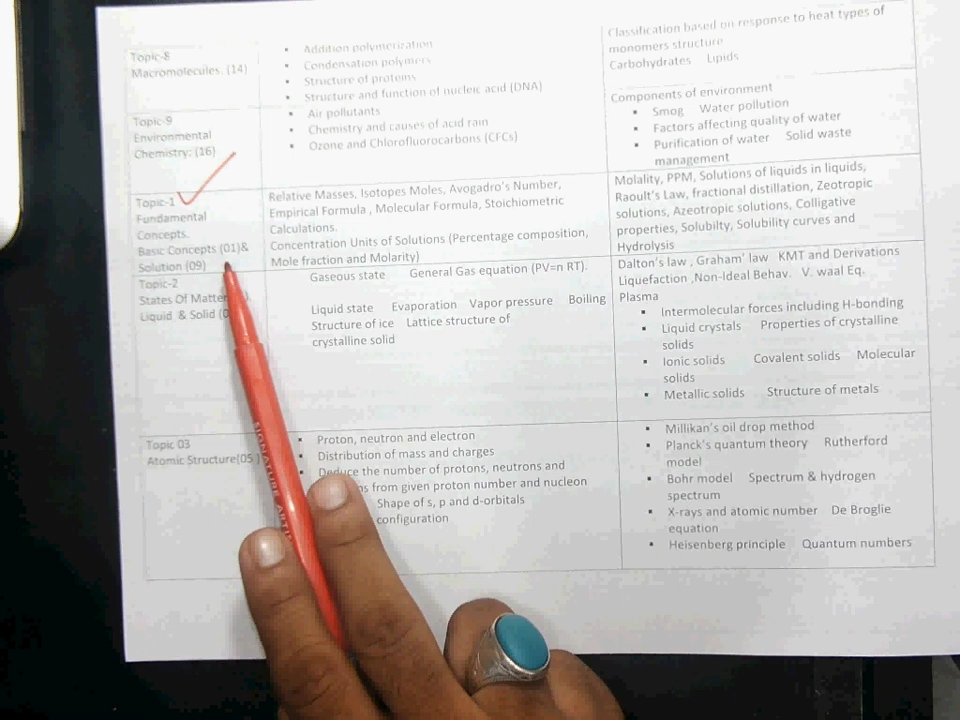 Topic-8
Macromolecules. (14)
Addition polymerization
Condensation polymers
Structure of proteins
Structure and function of nucleic acid (DNA)
Classification based on response to heat types of
monomers structure
Carbohydrates Lipids
Topic-9
Environmental
Chemistry: (16)
Air pollutants
Chemistry and causes of acid rain
Ozone and Chlorofluorocarbons (CFCs)
Components of environment
Smog Water pollution
Factors affecting quality of water
Purification of water Solid waste
management
Topic-1
Fundamental
Concepts.
Basic Concepts (01)&
Solution (09)
Relative Masses, Isotopes Moles, Avogadro's Number,
Empirical Formula , Molecular Formula, Stoichiometric
Calculations.
Concentration Units of Solutions (Percentage composition,
Mole fraction and Molarity)
Molality, PPM, Solutions of liquids in liquids,
Raoult's Law, fractional distillation, Zeotropic
solutions, Azeotropic solutions, Colligative
properties, Solubilty, Solubility curves and
Hydrolysis
Topic-2
States Of Matter
Liquid & Solid
Gaseous state General Gas equation (PV=n RT).
Liquid state Evaporation Vapor pressure Boiling
Structure of ice Lattice structure of
crystalline solid
Dalton's law , Graham' law KMT and Derivations
Liquefaction ,Non-Ideal Behav. V. waal Eq.
Plasma
Intermolecular forces including H-bonding
Liquid crystals Properties of crystalline
solids
Ionic solids Covalent solids Molecular
solids
Metallic solids Structure of metals
Topic 03
Atomic Structure(05 )
Proton, neutron and electron
Distribution of mass and charges
Deduce the number of protons, neutrons and
from given proton number and nucleon
Shape of s, p and d-orbitals
configuration
Millikan's oil drop method
Planck's quantum theory Rutherford
model
Bohr model Spectrum & hydrogen
spectrum
X-rays and atomic number De Broglie
equation
Heisenberg principle Quantum numbers
SIGNATURE